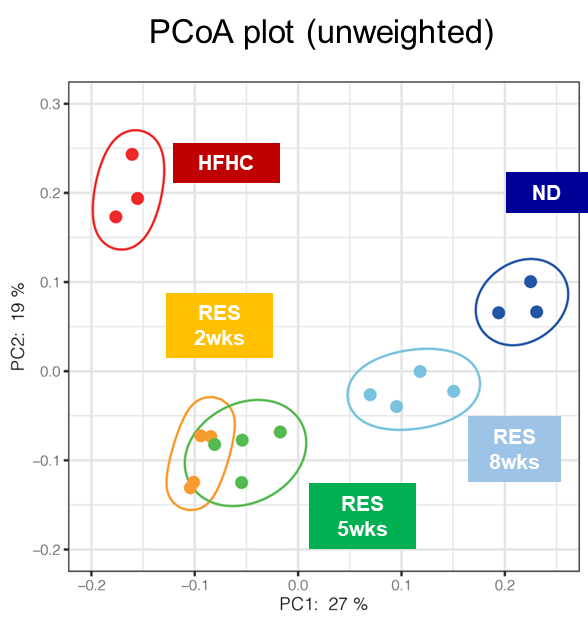 PCoA plot (unweighted)
0.3
HFHC
0.2
ND
0.1
RES
2wks
PC2: 19 %
0.0
RES
8wks
−0.1
RES
5wks
−0.2
−0.2 −0.1 0.0 0.1 0.2
PC1: 27 %